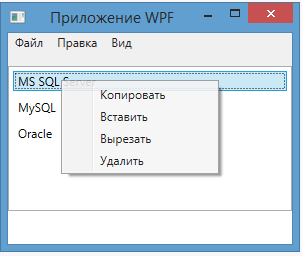 Приложение WPF
Файл Правка Вид
MS SQL Server
MySQL
Oracle
Копировать
Вставить
Вырезать
Удалить